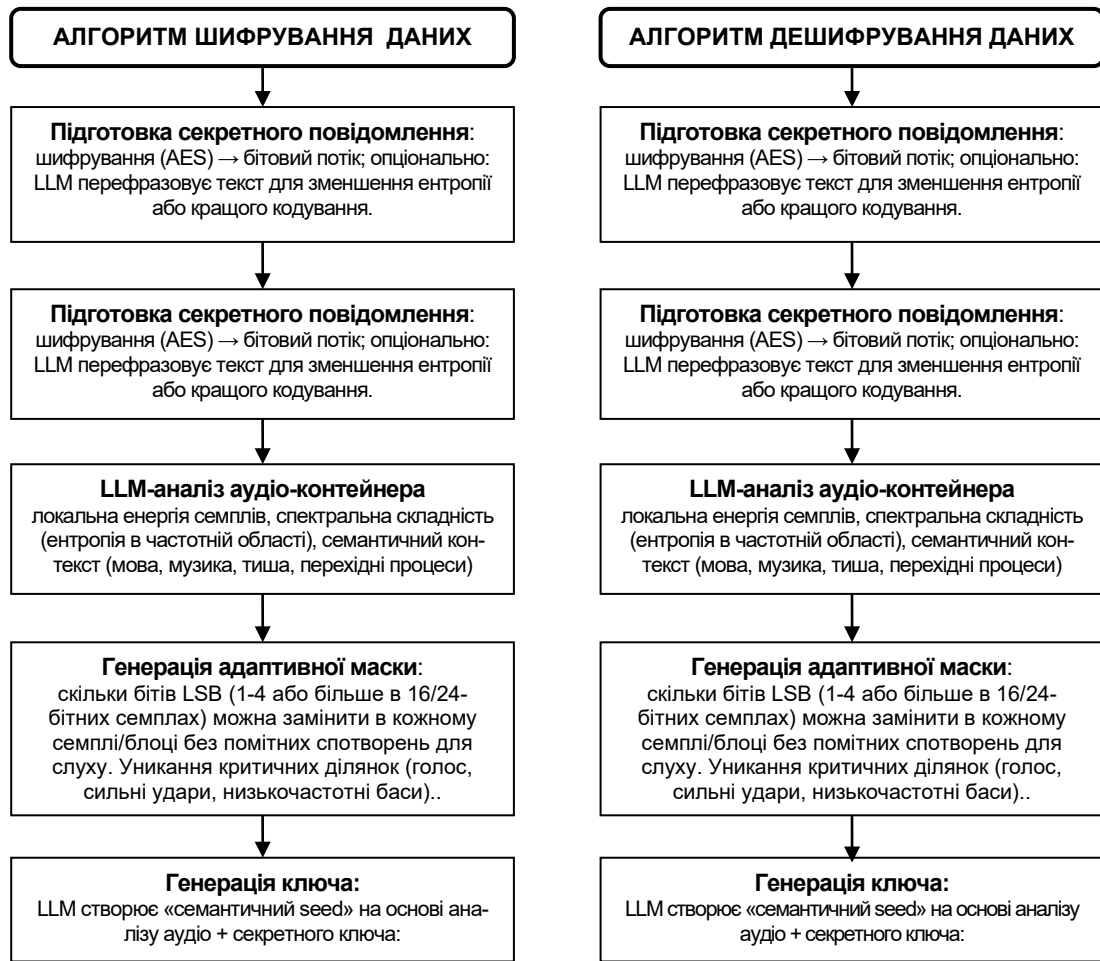 АЛГОРИТМ ШИФРУВАННЯ ДАНИХ
Підготовка секретного повідомлення:
шифрування (AES) → бітовий потік; опціонально:
LLM перефразовує текст для зменшення ентропії
або кращого кодування.
Підготовка секретного повідомлення:
шифрування (AES) → бітовий потік; опціонально:
LLM перефразовує текст для зменшення ентропії
або кращого кодування.
LLM-аналіз аудіо-контейнера
локальна енергія семплів, спектральна складність
(ентропія в частотній області), семантичний кон-
текст (мова, музика, тиша, перехідні процеси)
Генерація адаптивної маски:
скільки бітів LSB (1-4 або більше в 16/24-
бітних семплах) можна замінити в кожному
семплі/блоці без помітних спотворень для
слуху. Уникання критичних ділянок (голос,
сильні удари, низькочастотні баси)..
Генерація ключа:
LLM створює «семантичний seed» на основі ана-
лізу аудіо + секретного ключа:
АЛГОРИТМ ДЕШИФРУВАННЯ ДАНИХ
Підготовка секретного повідомлення:
шифрування (AES) → бітовий потік; опціонально:
LLM перефразовує текст для зменшення ентропії
або кращого кодування.
Підготовка секретного повідомлення:
шифрування (AES) → бітовий потік; опціонально:
LLM перефразовує текст для зменшення ентропії
або кращого кодування.
LLM-аналіз аудіо-контейнера
локальна енергія семплів, спектральна складність
(ентропія в частотній області), семантичний кон-
текст (мова, музика, тиша, перехідні процеси)
Генерація адаптивної маски:
скільки бітів LSB (1-4 або більше в 16/24-
бітних семплах) можна замінити в кожному
семплі/блоці без помітних спотворень для
слуху. Уникання критичних ділянок (голос,
сильні удари, низькочастотні баси)..
Генерація ключа:
LLM створює «семантичний seed» на основі аналізу
аудіо + секретного ключа: